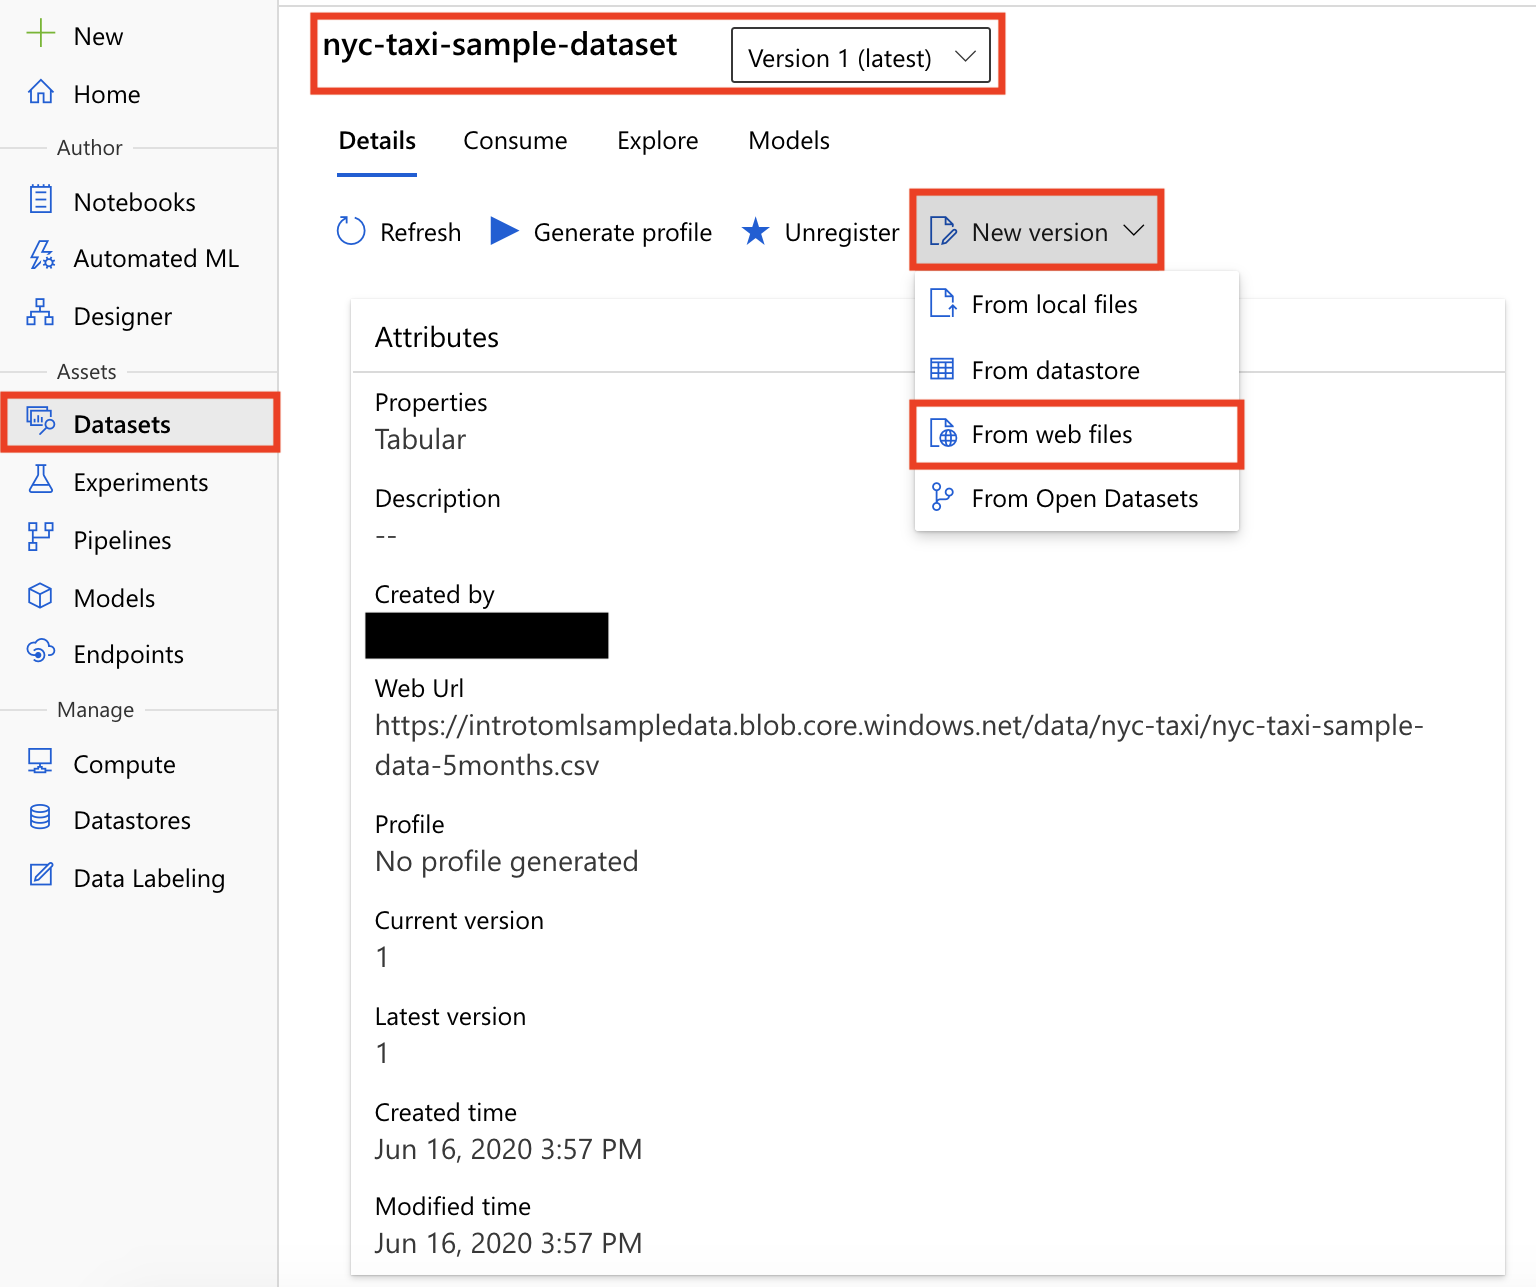 New
Home
Author
Notebooks
Automated ML
Designer
Assets
Datasets
Experiments
Pipelines
Models
Endpoints
Manage
Compute
Datastores
Data Labeling
nyc-taxi-sample-dataset
Version 1 (latest)
Details Consume Explore Models
Refresh Generate profile Unregister New version
From local files
From datastore
From web files
From Open Datasets
Attributes
Properties
Tabular
Description
--
Created by
Web Url
https://introtomlsampledata.blob.core.windows.net/data/nyc-taxi/nyc-taxi-sample-
data-5months.csv
Profile
No profile generated
Current version
1
Latest version
1
Created time
Jun 16, 2020 3:57 PM
Modified time
Jun 16, 2020 3:57 PM